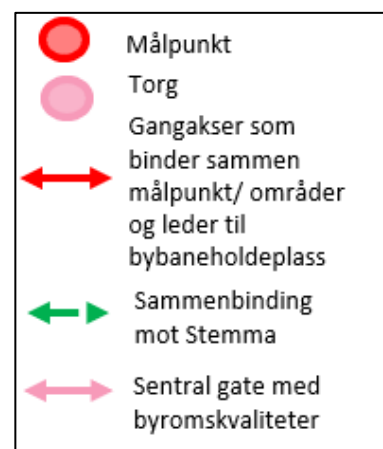 Målpunkt
Torg
Gangakser som
binder sammen
målpunkt/ områder
og leder til
bybaneholdeplass
Sammenbinding
mot Stemma
Sentral gate med
byromskvaliteter